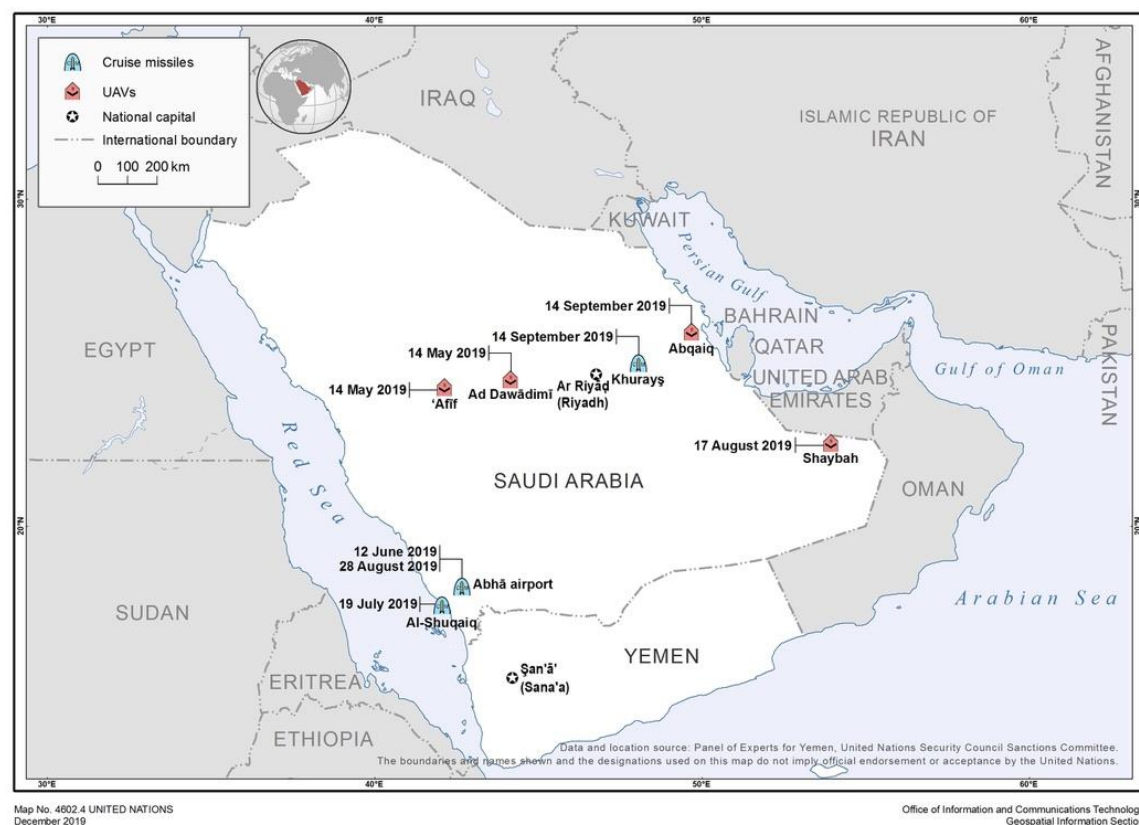 30°E
40°E
50°E
60°E
Cruise missiles
UAVs
National capital
International boundary
0 100 200 km
IRAQ
ISLAMIC REPUBLIC OF
IRAN
AFGHANISTAN
30°N
30°N
KUWAIT
Persian Gulf
14 September 2019
BAHRAIN
14 September 2019
Abqaiq
QATAR
PAKISTAN
EGYPT
14 May 2019
Khurayş
Gulf of Oman
14 May 2019
Ad Dawādimī
Ar Riyāḑ
(Riyadh)
UNITED ARAB
EMIRATES
'Afīf
Red Sea
17 August 2019
Shaybah
SAUDI ARABIA
OMAN
20°N
20°N
12 June 2019
28 August 2019
Abhā airport
19 July 2019
Al-Shuqaiq
Arabian Sea
SUDAN
YEMEN
Şan'ā'
(Sana'a)
ERITREA
ETHIOPIA
Data and location source: Panel of Experts for Yemen, United Nations Security Council Sanctions Committee.
The boundaries and names shown and the designations used on this map do not imply official endorsement or acceptance by the United Nations.
30°E
40°E
50°E
60°E
Map No. 4602.4 UNITED NATIONS
December 2019
Office of Information and Communications Technolog
Geospatial Information Sectio